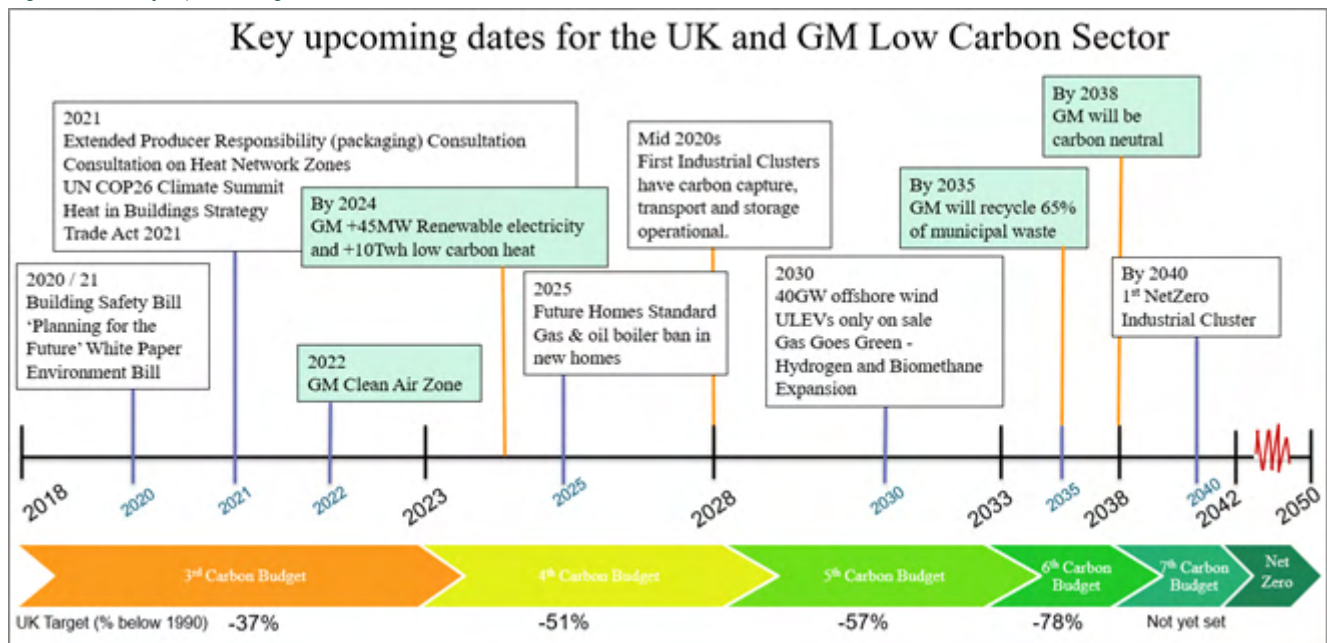 Key upcoming dates for the UK and GM Low Carbon Sector
2021
Extended Producer Responsibility (packaging) Consultation
Consultation on Heat Network Zones
UN COP26 Climate Summit
Heat in Buildings Strategy
Trade Act 2021
By 2024
GM +45MW Renewable electricity
and +10Twh low carbon heat
Mid 2020s
First Industrial Clusters
have carbon capture,
transport and storage
operational.
By 2035
GM will recycle 65%
of municipal waste
By 2038
GM will be
carbon neutral
2020 / 21
Building Safety Bill
‘Planning for the
Future’ White Paper
Environment Bill
2022
GM Clean Air Zone
2025
Future Homes Standard
Gas & oil boiler ban in
new homes
2030
40GW offshore wind
ULEVs only on sale
Gas Goes Green -
Hydrogen and Biomethane
Expansion
By 2040
1st NetZero
Industrial Cluster
2018
2020
2021
2022
2023
2025
2028
2030
2033
2035
2038
2040
2042
2050
3rd Carbon Budget
4th Carbon Budget
5th Carbon Budget
6th Carbon
Budget
7th Carbon
Budget
Net
Zero
UK Target (% below 1990) -37% -51% -57% -78% Not yet set